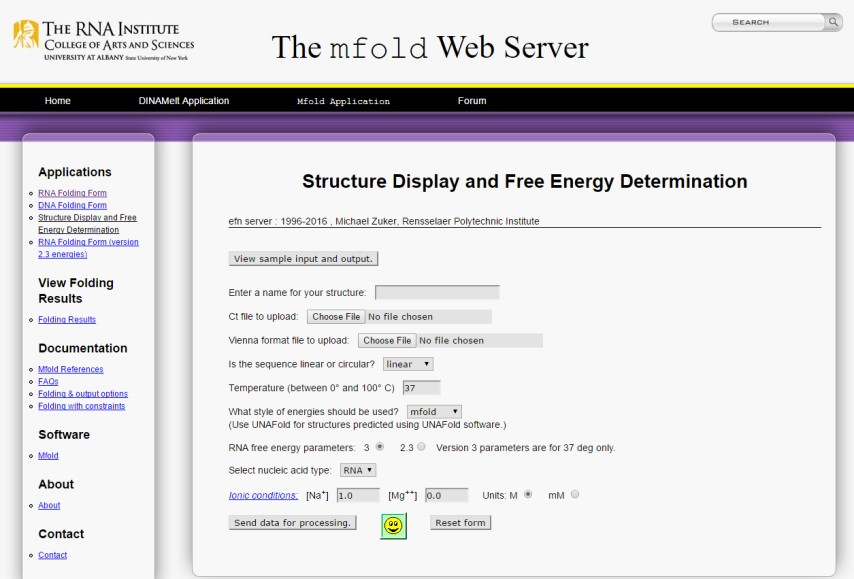 THE RNA INSTITUTE
COLLEGE OF ARTS AND SCIENCES
UNIVERSITY AT ALBANY State University of New York
The mfold Web Server
SEARCH
Home DINAMelt Application Mfold Application Forum
Applications
RNA Folding Form
DNA Folding Form
Structure Display and Free
Energy Determination
RNA Folding Form (version
2.3 energies)
View Folding
Results
Folding Results
Documentation
Mfold References
FAQs
Folding & output options
Folding with constraints
Software
Mfold
About
About
Contact
Contact
Structure Display and Free Energy Determination
efn server : 1996-2016 , Michael Zuker, Rensselaer Polytechnic Institute
View sample input and output.
Enter a name for your structure:
Ct file to upload: Choose File No file chosen
Vienna format file to upload: Choose File No file chosen
Is the sequence linear or circular? linear
Temperature (between 0° and 100° C) 37
What style of energies should be used? mfold
(Use UNAFold for structures predicted using UNAFold software.)
RNA free energy parameters: 3 2.3 Version 3 parameters are for 37 deg only.
Select nucleic acid type: RNA
Ionic conditions: [Na+] 1.0 [Mg++] 0.0 Units: M mM
Send data for processing. Reset form